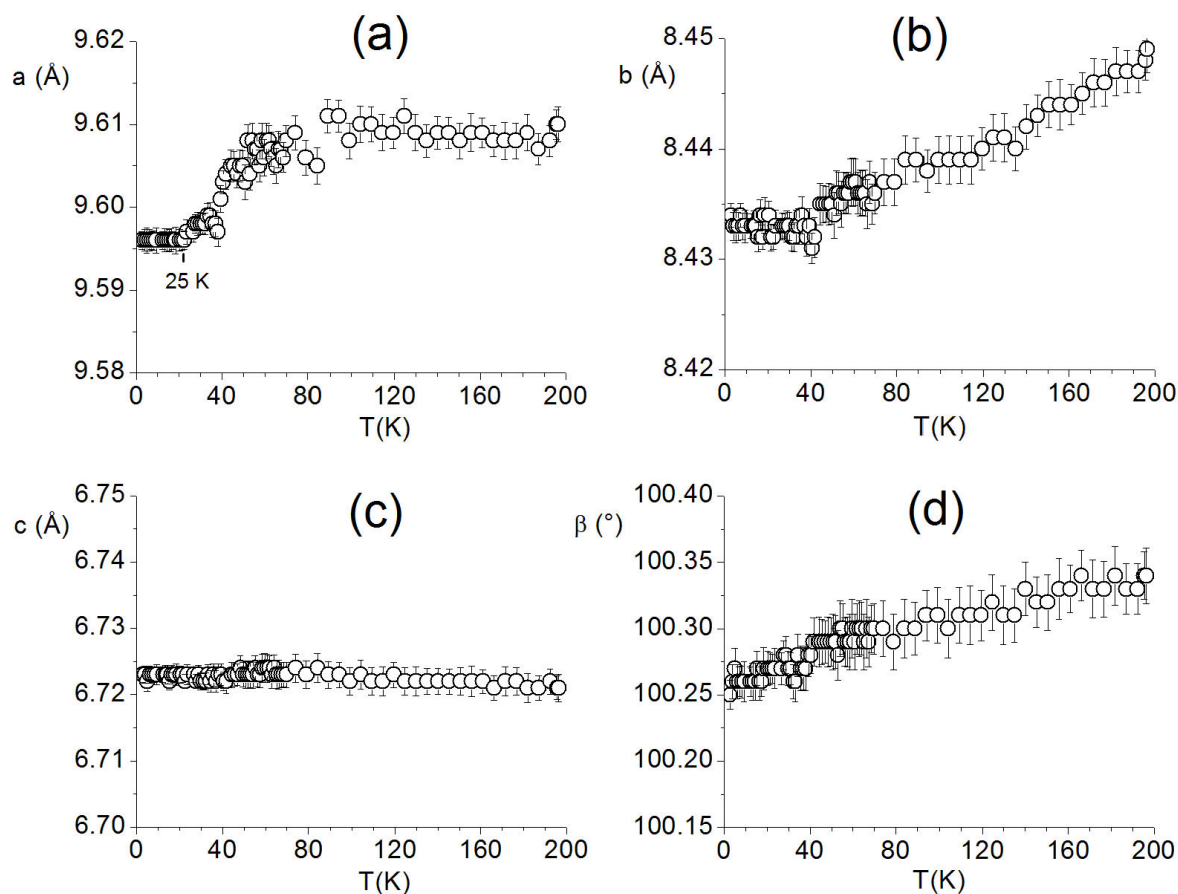 (a)
a (Å)
9.62
9.61
9.60
9.59
9.58
25 K
0 40 80 120 160 200
T(K)
(b)
b (Å)
8.45
8.44
8.43
8.42
0 40 80 120 160 200
T(K)
(c)
c (Å)
6.75
6.74
6.73
6.72
6.71
6.70
0 40 80 120 160 200
T(K)
(d)
β (°)
100.40
100.35
100.30
100.25
100.20
100.15
0 40 80 120 160 200
T(K)